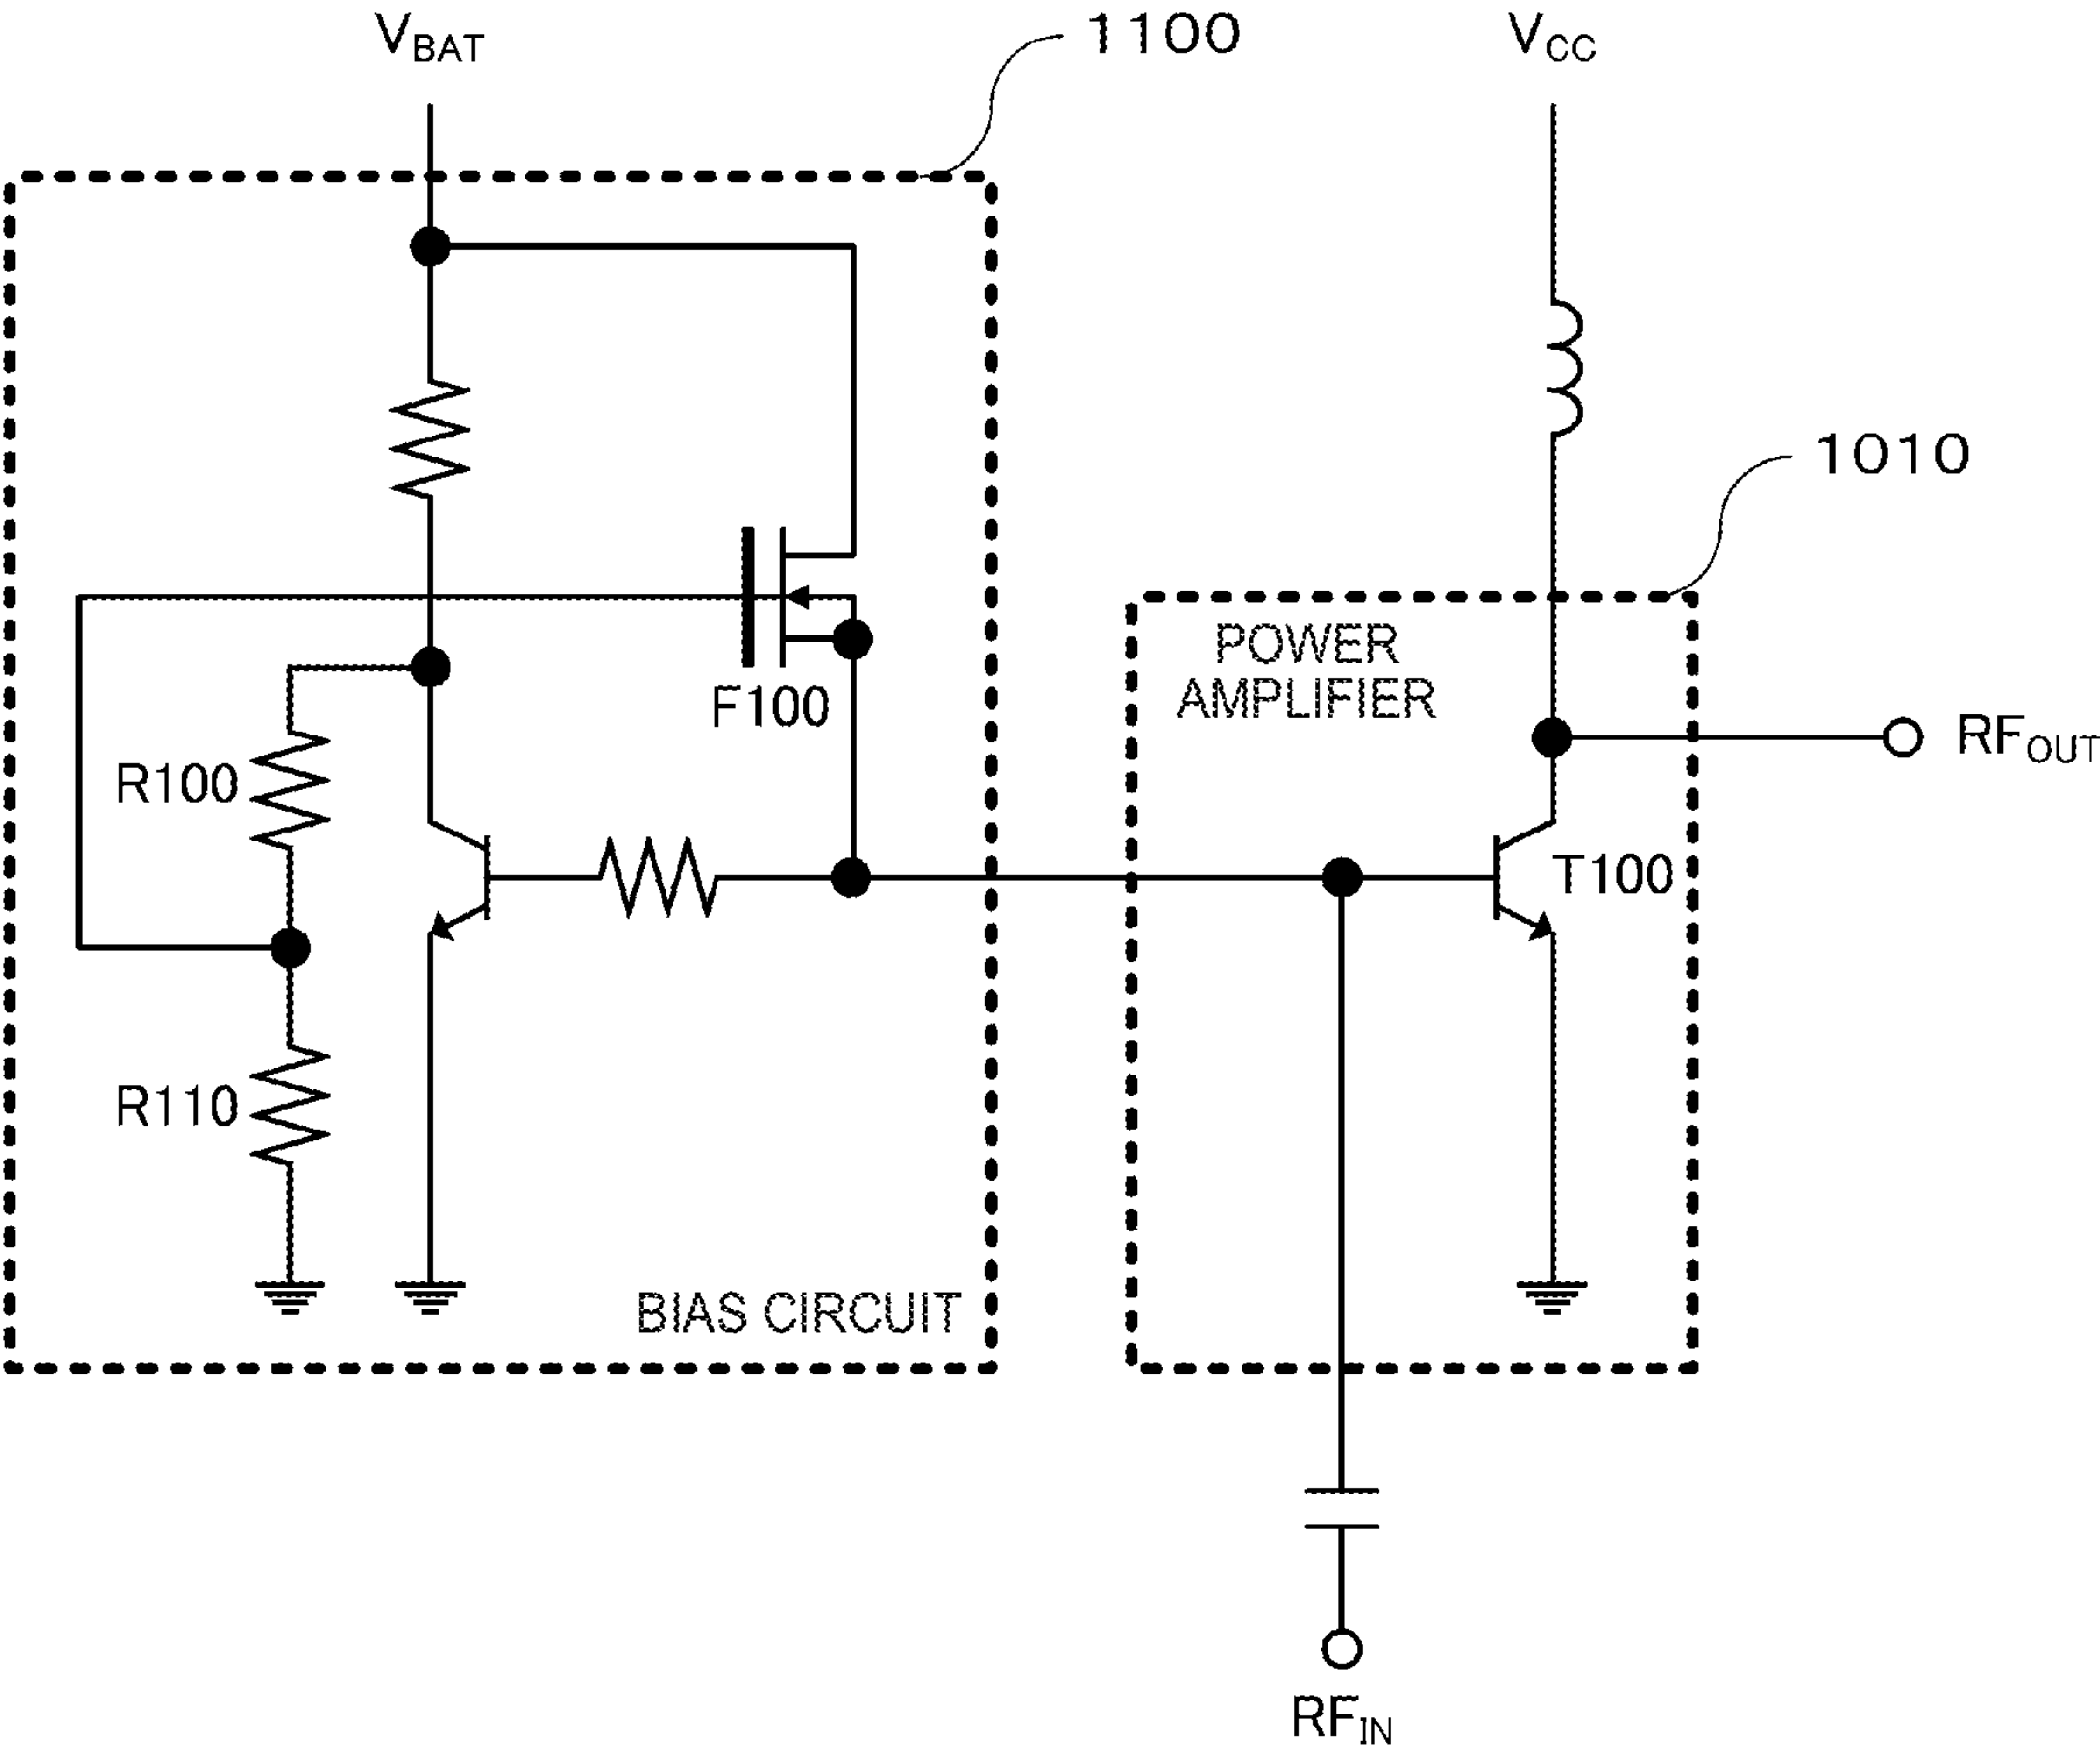 V_BAT
1100
V_CC
1010
POWER
AMPLIFIER
F100
RF_OUT
R100
T100
R110
BIAS CIRCUIT
RF_IN